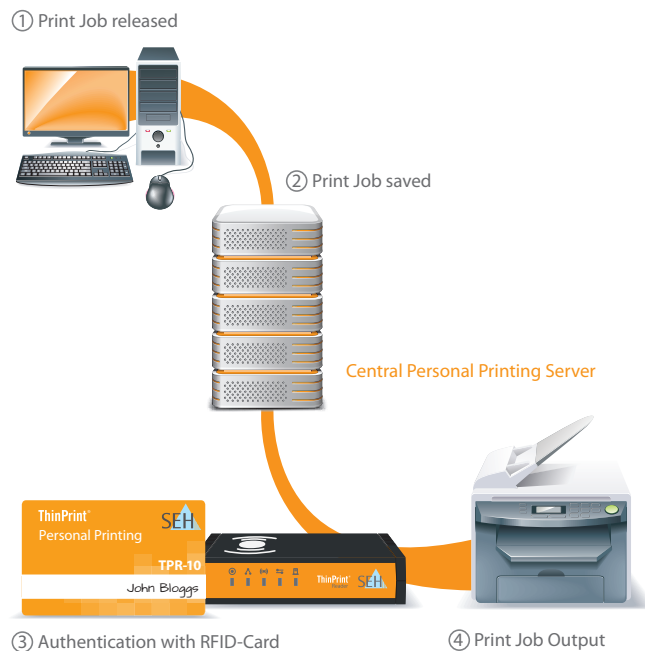 ① Print Job released
② Print Job saved
Central Personal Printing Server
ThinPrint®
SEH
Personal Printing
TPR-10
John Bloggs
ThinPrint®
Reader
SEH
③ Authentication with RFID-Card
④ Print Job Output